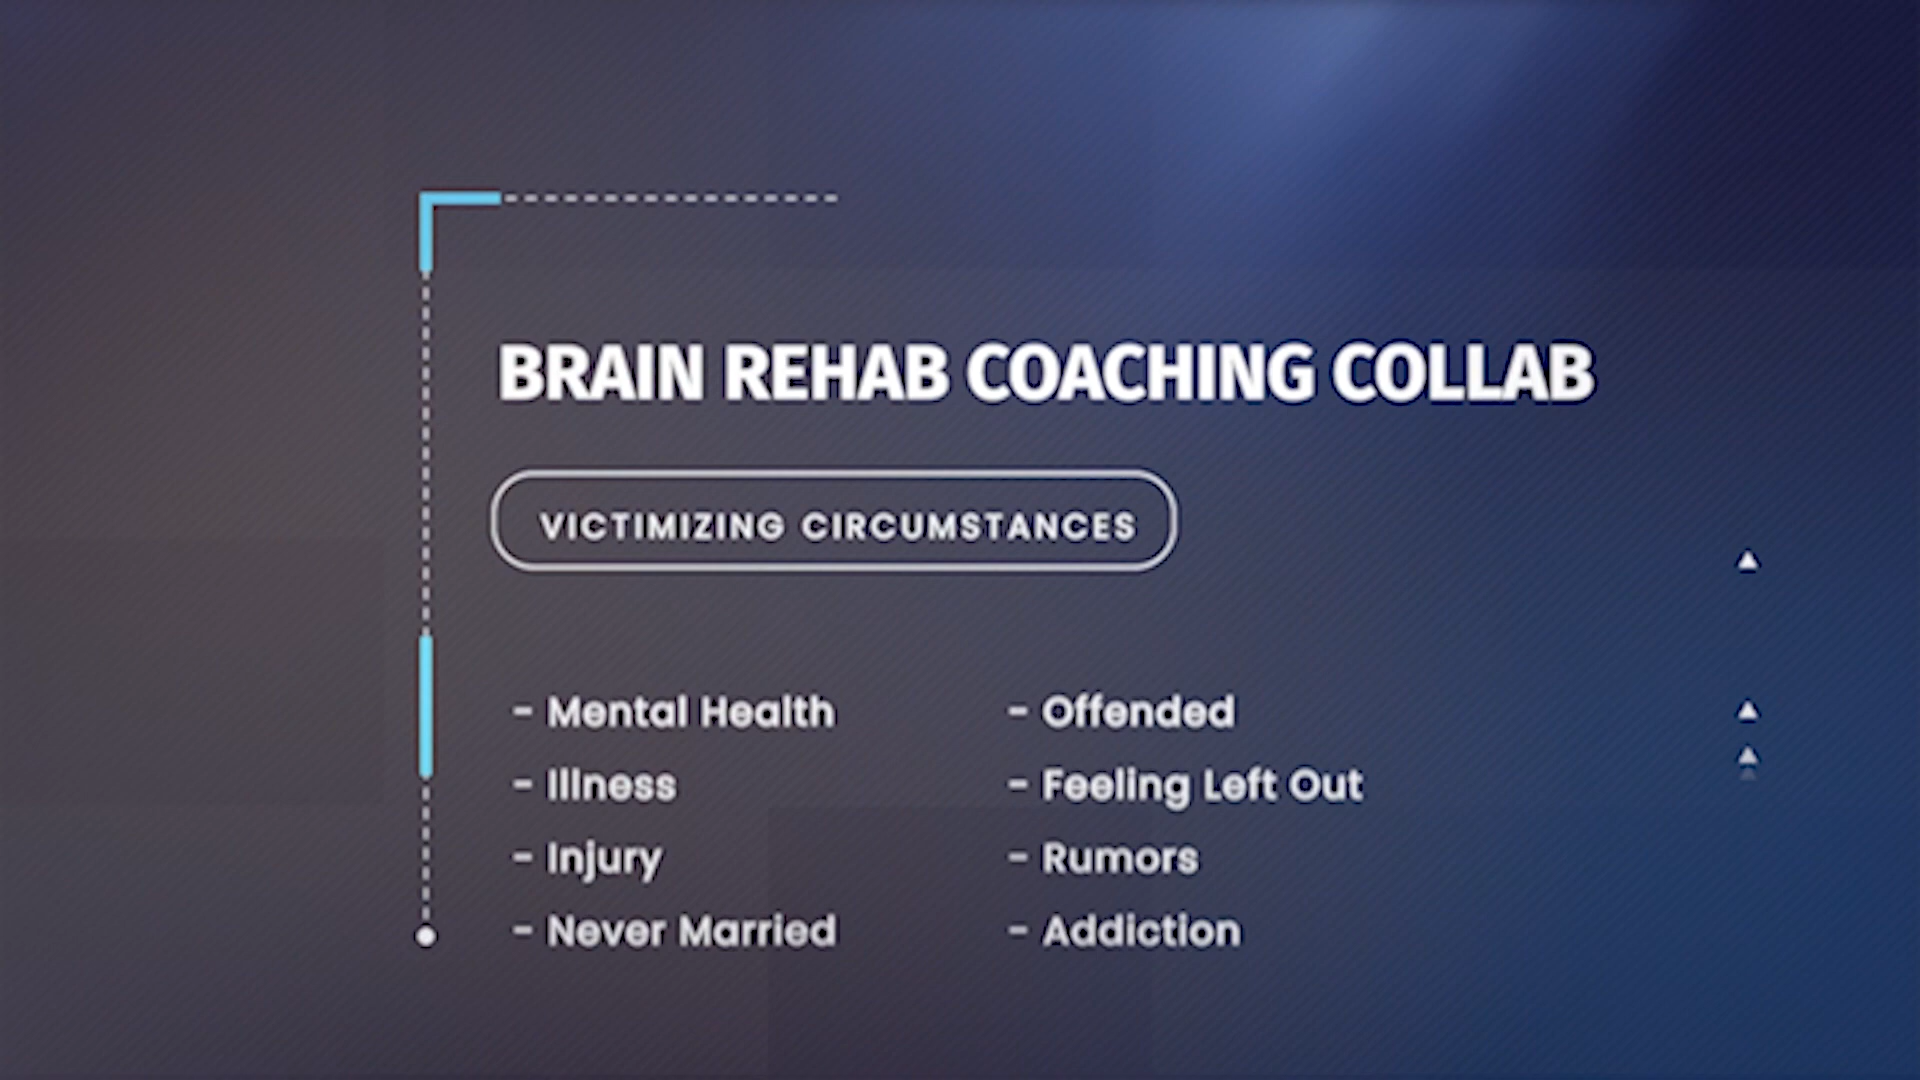 BRAIN REHAB COACHING COLLAB
VICTIMIZING CIRCUMSTANCES
- Mental Health
- Illness
- Injury
- Never Married
- Offended
- Feeling Left Out
- Rumors
- Addiction